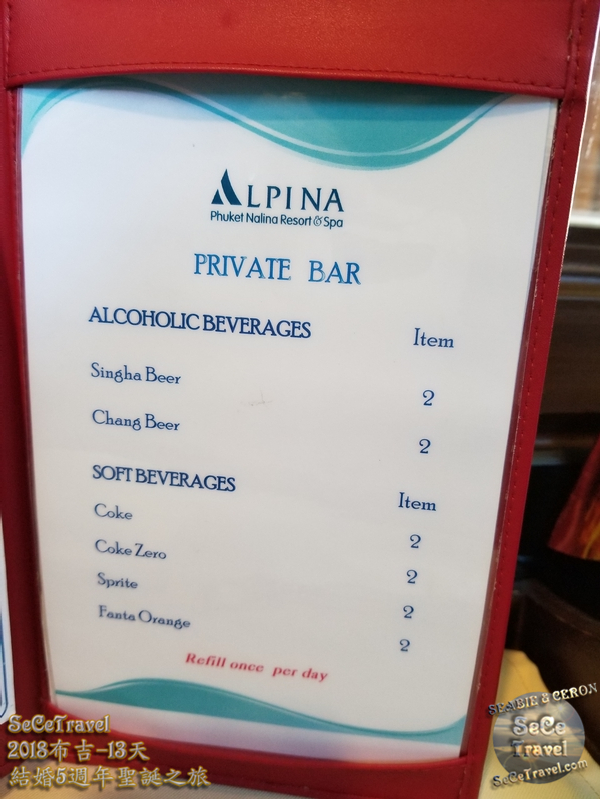 ALPINA
Phuket Nalina Resort & Spa
PRIVATE BAR
ALCOHOLIC BEVERAGES Item
Singha Beer 2
Chang Beer 2
SOFT BEVERAGES Item
Coke 2
Coke Zero 2
Sprite 2
Fanta Orange 2
Refill once per day
SeCeTravel
2018布吉-13天
結婚5週年聖誕之旅
SEMBIE & CERON
SeCe
Travel
SeCeTravel.com